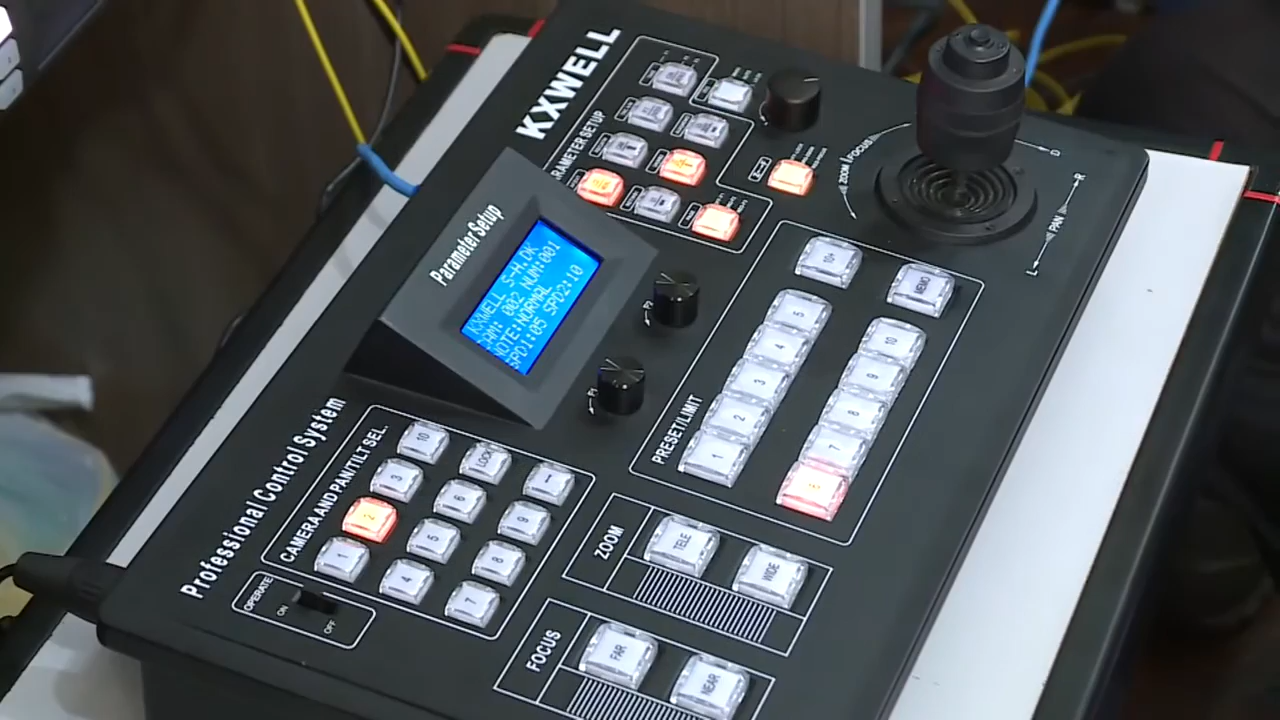 KXWELL
PARAMETER SETUP
Parameter Setup
KXWELL S-H.DK
CAM: 002 NUM:001
NOTE:NORMAL
SPD1:05 SPD2:10
ZOOM
FOCUS
D
R
PAN
L
Professional Control System
CAMERA AND PAN/TILT SEL.
10
LOCK
3
6
2
5
9
1
4
8
7
OPERATE
ON
OFF
PRESET/LIMIT
10+
MEMO
5
10
4
9
3
8
2
7
1
ZOOM
TELE
WIDE
FOCUS
FAR
NEAR